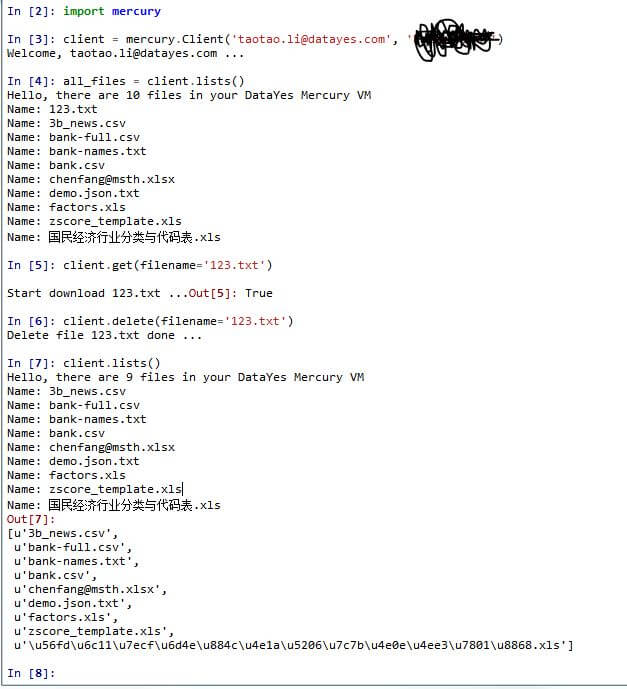 In [2]: import mercury
In [3]: client = mercury.Client('taotao.li@datayes.com', ' )
Welcome, taotao.li@datayes.com ...
In [4]: all_files = client.lists()
Hello, there are 10 files in your DataYes Mercury VM
Name: 123.txt
Name: 3b_news.csv
Name: bank-full.csv
Name: bank-names.txt
Name: bank.csv
Name: chenfang@msth.xlsx
Name: demo.json.txt
Name: factors.xls
Name: zscore_template.xls
Name: 国民经济行业分类与代码表.xls
In [5]: client.get(filename='123.txt')
Start download 123.txt ...Out[5]: True
In [6]: client.delete(filename='123.txt')
Delete file 123.txt done ...
In [7]: client.lists()
Hello, there are 9 files in your DataYes Mercury VM
Name: 3b_news.csv
Name: bank-full.csv
Name: bank-names.txt
Name: bank.csv
Name: chenfang@msth.xlsx
Name: demo.json.txt
Name: factors.xls
Name: zscore_template.xls
Name: 国民经济行业分类与代码表.xls
Out[7]:
[u'3b_news.csv',
u'bank-full.csv',
u'bank-names.txt',
u'bank.csv',
u'chenfang@msth.xlsx',
u'demo.json.txt',
u'factors.xls',
u'zscore_template.xls',
u'\u56fd\u6c11\u7ecf\u6d4e\u884c\u4e1a\u5206\u7c7b\u4e0e\u4ee3\u7801\u8868.xls']
In [8]: